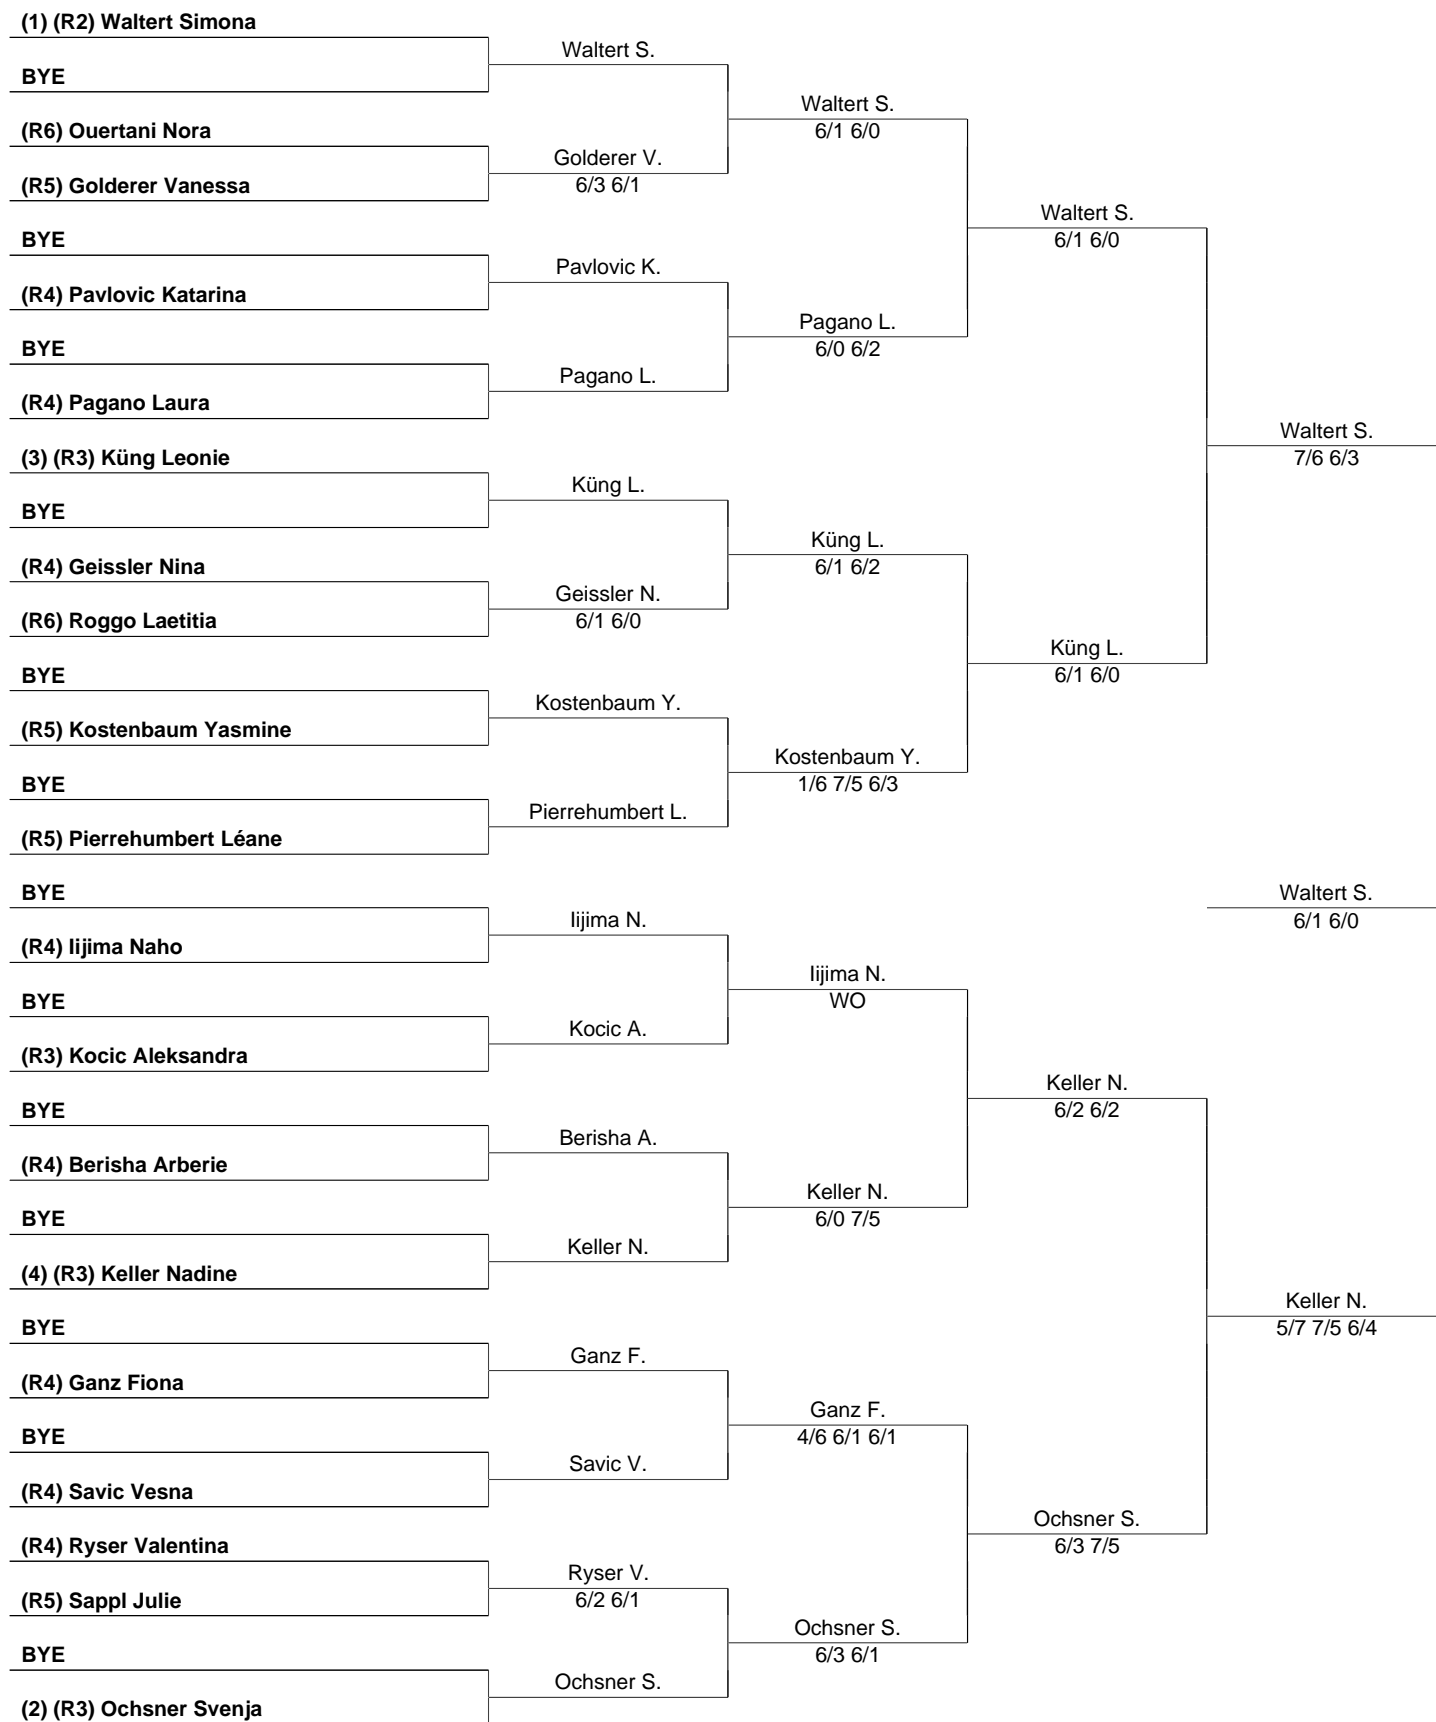 (1) (R2) Waltert Simona
BYE
(R6) Ouertani Nora
(R5) Golderer Vanessa
BYE
(R4) Pavlovic Katarina
BYE
(R4) Pagano Laura
(3) (R3) Küng Leonie
BYE
(R4) Geissler Nina
(R6) Roggo Laetitia
BYE
(R5) Kostenbaum Yasmine
BYE
(R5) Pierrehumbert Léane
BYE
(R4) Iijima Naho
BYE
(R3) Kocic Aleksandra
BYE
(R4) Berisha Arberie
BYE
(4) (R3) Keller Nadine
BYE
(R4) Ganz Fiona
BYE
(R4) Savic Vesna
(R4) Ryser Valentina
(R5) Sappl Julie
BYE
(2) (R3) Ochsner Svenja
Waltert S.
Golderer V.
6/3 6/1
Pavlovic K.
Pagano L.
Küng L.
Geissler N.
6/1 6/0
Kostenbaum Y.
Pierrehumbert L.
Iijima N.
Kocic A.
Berisha A.
Keller N.
Ganz F.
Savic V.
Ryser V.
6/2 6/1
Ochsner S.
Waltert S.
6/1 6/0
Pagano L.
6/0 6/2
Küng L.
6/1 6/2
Kostenbaum Y.
1/6 7/5 6/3
Iijima N.
WO
Keller N.
6/0 7/5
Ganz F.
4/6 6/1 6/1
Ochsner S.
6/3 6/1
Waltert S.
6/1 6/0
Küng L.
6/1 6/0
Keller N.
6/2 6/2
Ochsner S.
6/3 7/5
Waltert S.
7/6 6/3
Waltert S.
6/1 6/0
Keller N.
5/7 7/5 6/4